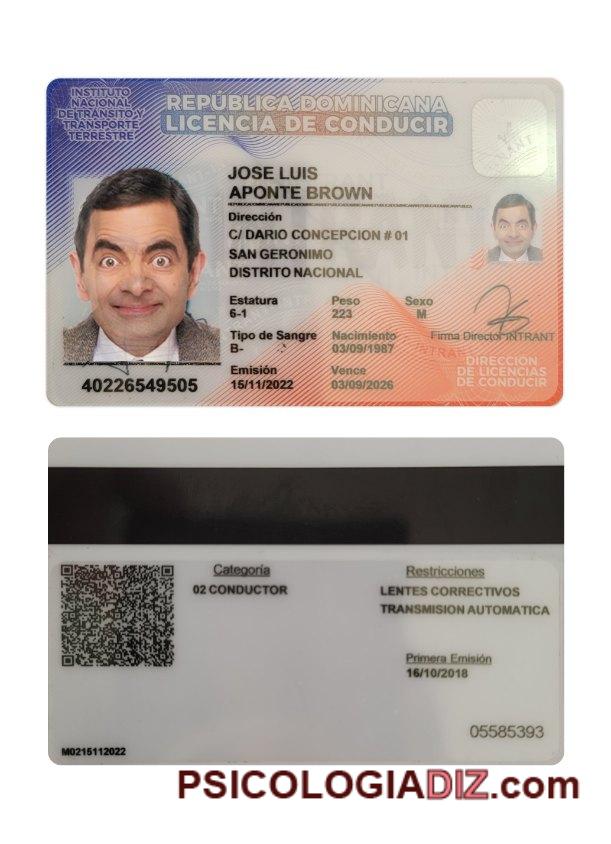 INSTITUTO
NACIONAL
DE TRÁNSITO Y
TRANSPORTE
TERRESTRE
REPÚBLICA DOMINICANA
LICENCIA DE CONDUCIR
JOSE LUIS
APONTE BROWN
Dirección
C/ DARIO CONCEPCION # 01
SAN GERONIMO
DISTRITO NACIONAL
Estatura Peso Sexo
6-1 223 M
Tipo de Sangre Nacimiento Firma Director INTRANT
B- 03/09/1987
Emisión Vence
15/11/2022 03/09/2026
40226549505
DIRECCIÓN
DE LICENCIAS
DE CONDUCIR
Categoría Restricciones
02 CONDUCTOR LENTES CORRECTIVOS
TRANSMISION AUTOMATICA
Primera Emisión
16/10/2018
05585393
M0215112022
PSICOLOGIADIZ.com